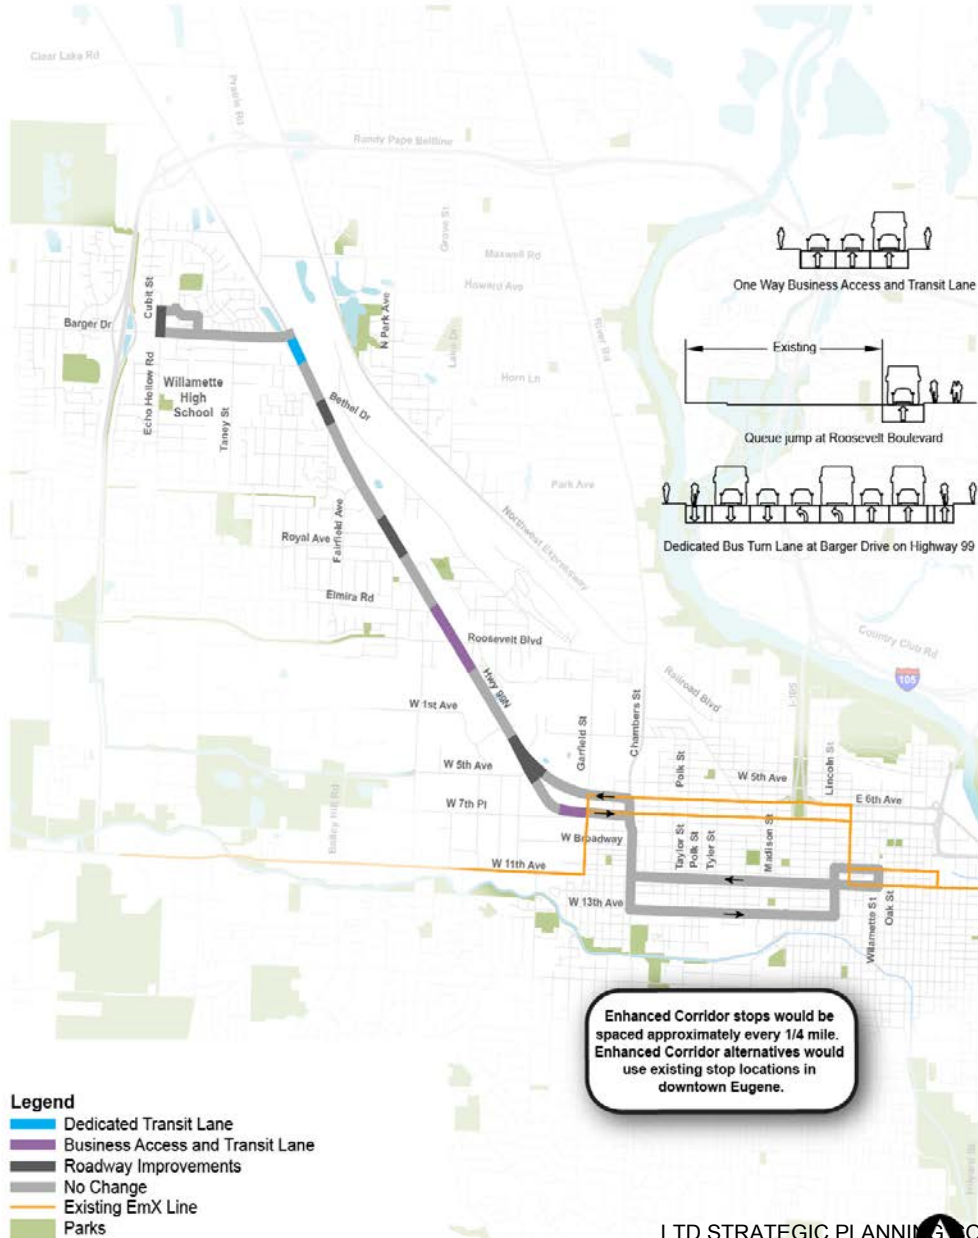 Clear Lake Rd
Prairie Rd
Randy Pape Beltline
Grove St
Maxwell Rd
Howard Ave
River Rd
One Way Business Access and Transit Lane
Cubit St
Barger Dr
N Park Ave
Lake Dr
Existing
Echo Hollow Rd
Willamette
High
School
Taney St
Horn Ln
Bethel Dr
Queue jump at Roosevelt Boulevard
Park Ave
Northwest Expressway
Royal Ave
Fairfield Ave
Dedicated Bus Turn Lane at Barger Drive on Highway 99
Elmira Rd
Roosevelt Blvd
Country Club Rd
105
Hwy 99N
Railroad Blvd
I-105
W 1st Ave
Garfield St
Chambers St
Polk St
Lincoln St
W 5th Ave
W 5th Ave
E 6th Ave
W 7th Pl
Bailey Hill Rd
W Broadway
Taylor St
Polk St
Tyler St
Madison St
W 11th Ave
W 13th Ave
Willamette St
Oak St
Enhanced Corridor stops would be
spaced approximately every 1/4 mile.
Enhanced Corridor alternatives would
use existing stop locations in
downtown Eugene.
Hilyard St
Legend
Dedicated Transit Lane
Business Access and Transit Lane
Roadway Improvements
No Change
Existing EmX Line
Parks
LTD STRATEGIC PLANNING CO